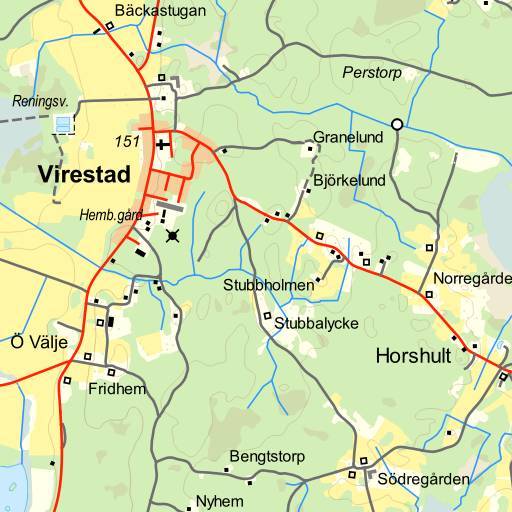 Bäckastugan
Perstorp
Reningsv.
151
Granelund
Virestad
Björkelund
Hemb.gård
Norregårde
Stubbholmen
Stubbalycke
Ö Välje
Horshult
Fridhem
Bengtstorp
Södregården
Nyhem